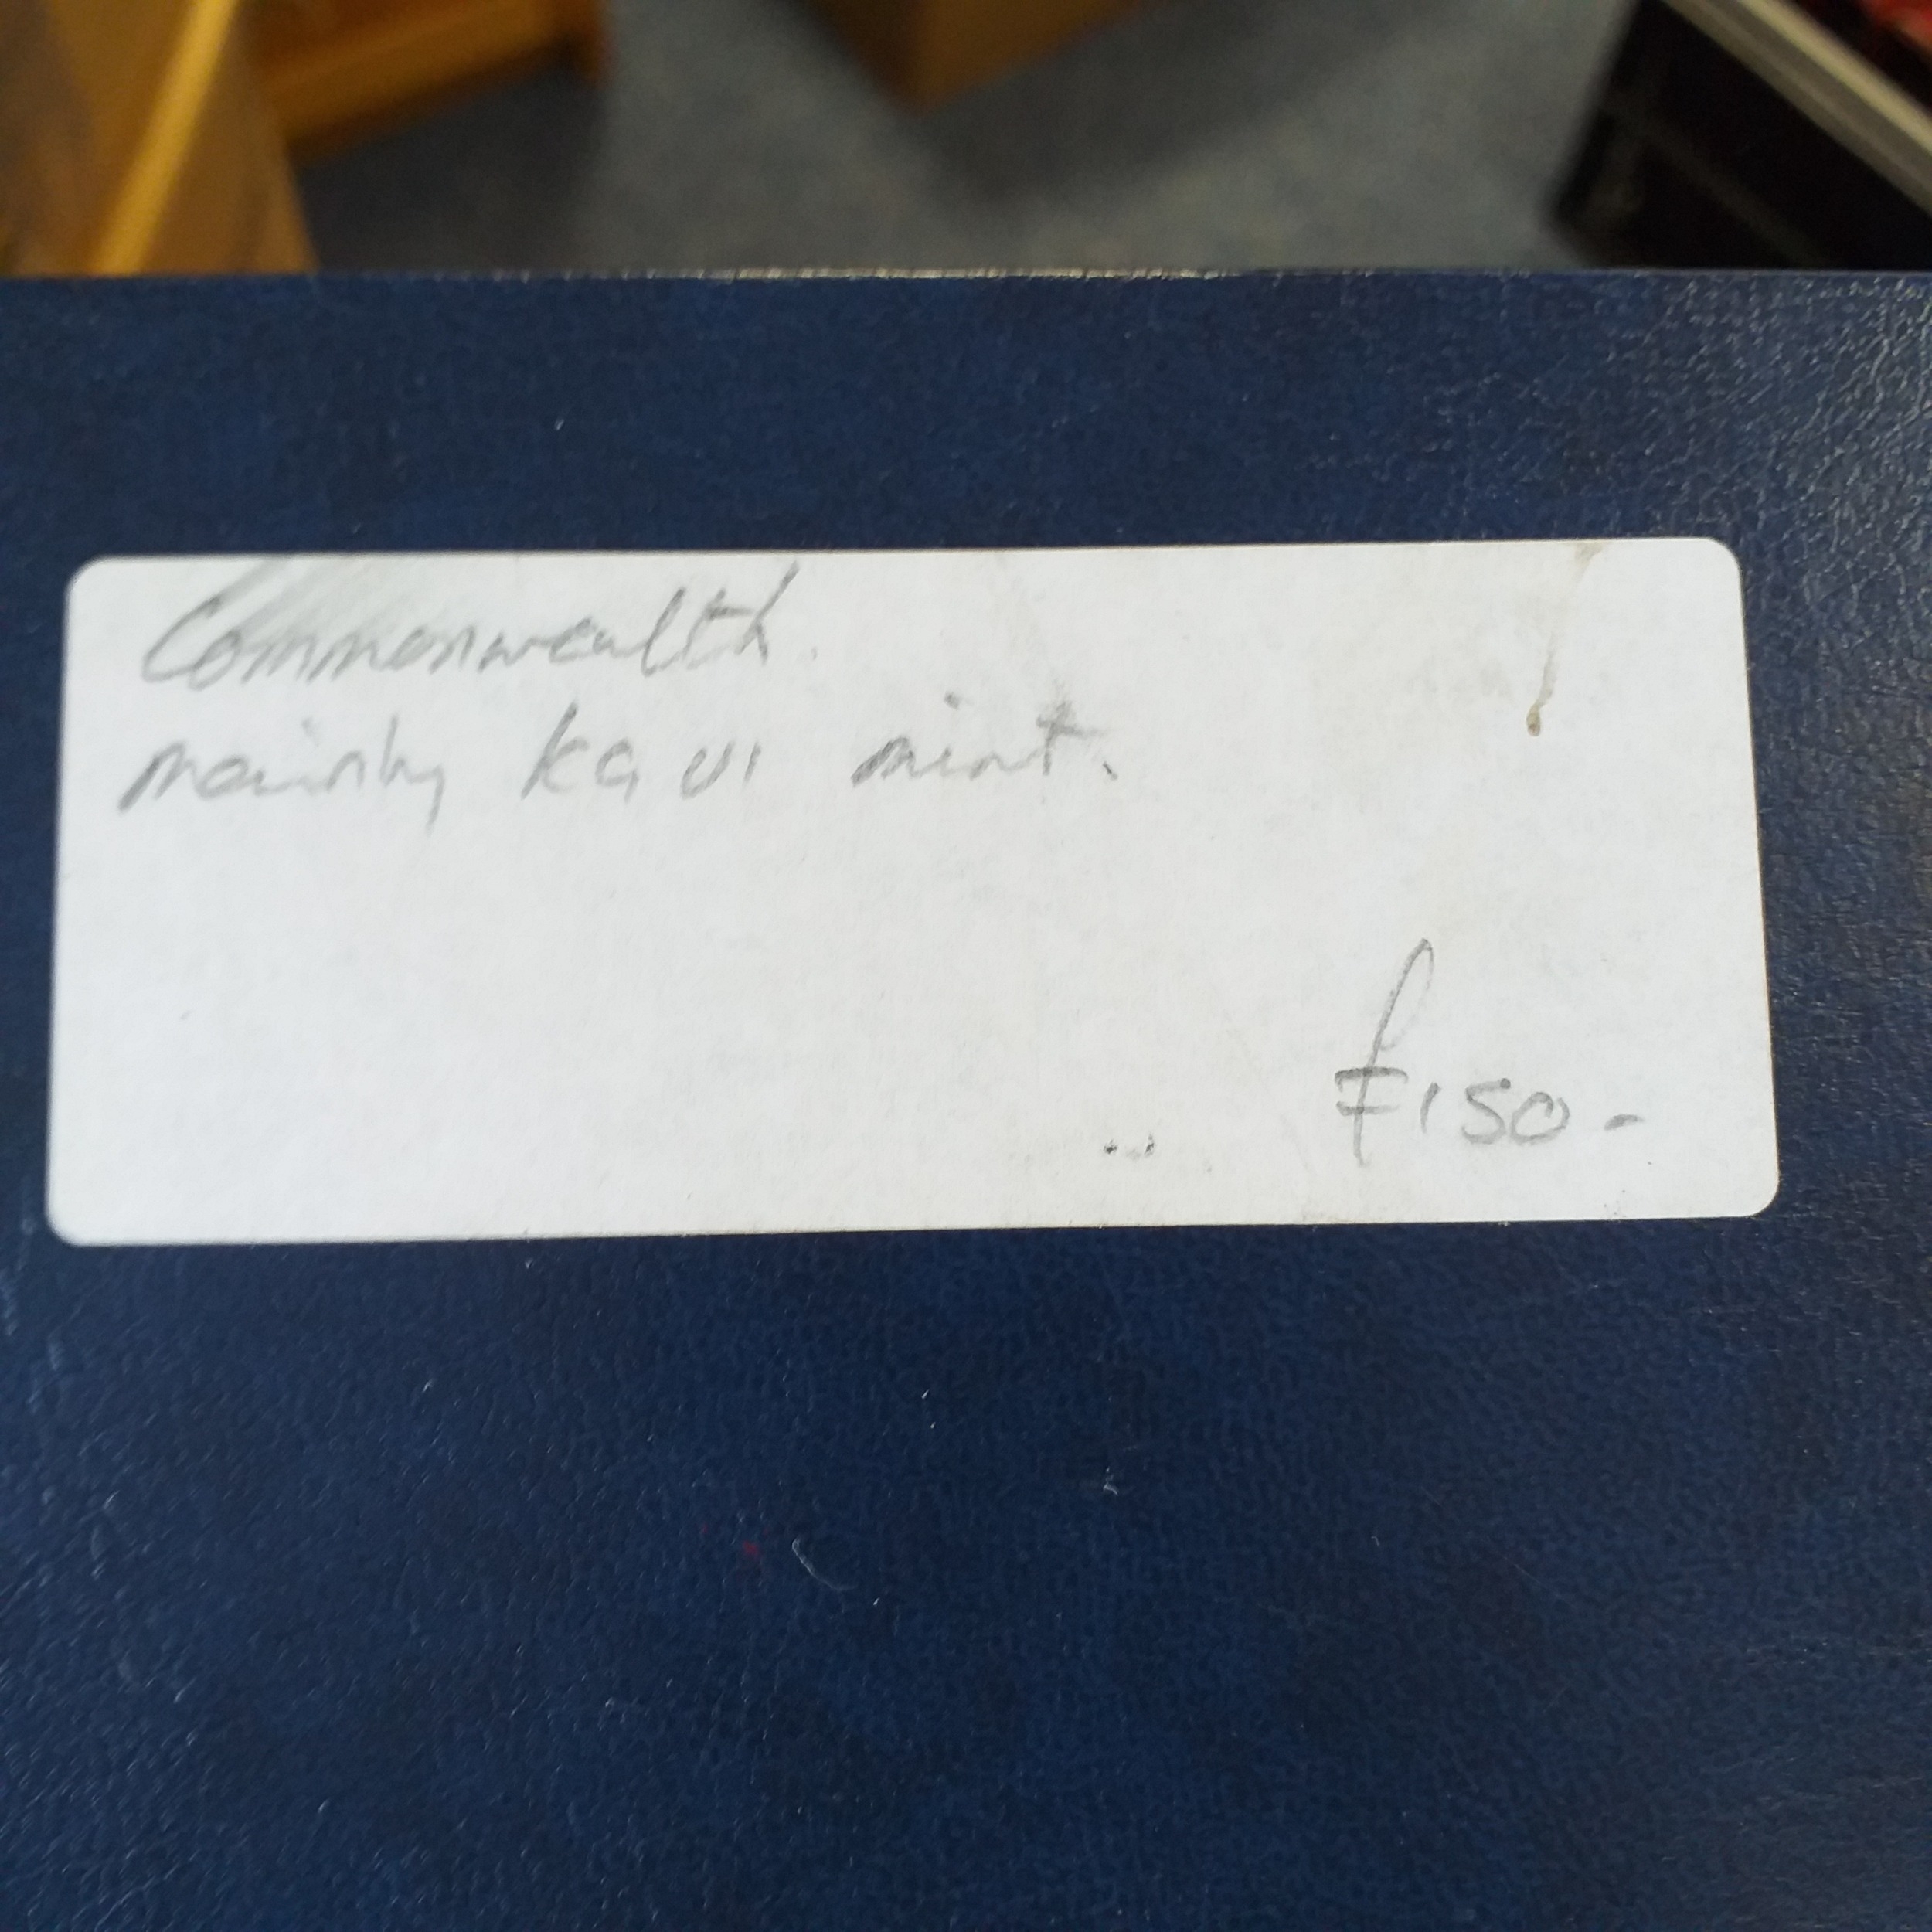 Commonwealth.
mainly KG VI mint.
£150-